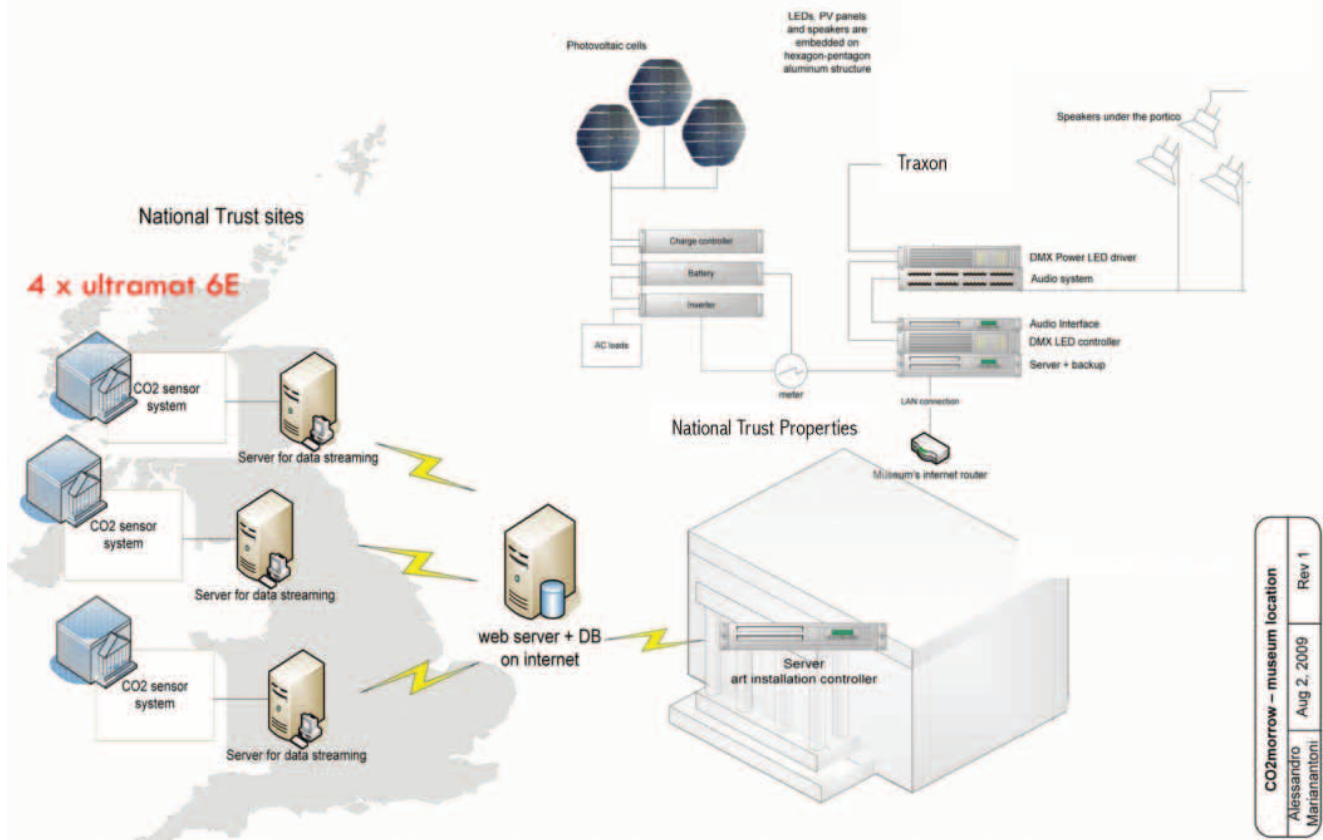 LEDs, PV panels
and speakers are
embedded on
hexagon-pentagon
aluminum structure
Photovoltaic cells
Speakers under the portico
Traxon
National Trust sites
4 x ultramat 6E
Charge controller
Battery
Inverter
AC loads
meter
DMX Power LED driver
Audio system
Audio Interface
DMX LED controller
Server + backup
LAN connection
Museum's internet router
National Trust Properties
CO2 sensor
system
Server for data streaming
CO2 sensor
system
Server for data streaming
CO2 sensor
system
Server for data streaming
web server + DB
on internet
Server
art installation controller
CO2morrow – museum location
Alessandro
Marianantoni
Aug 2, 2009
Rev 1